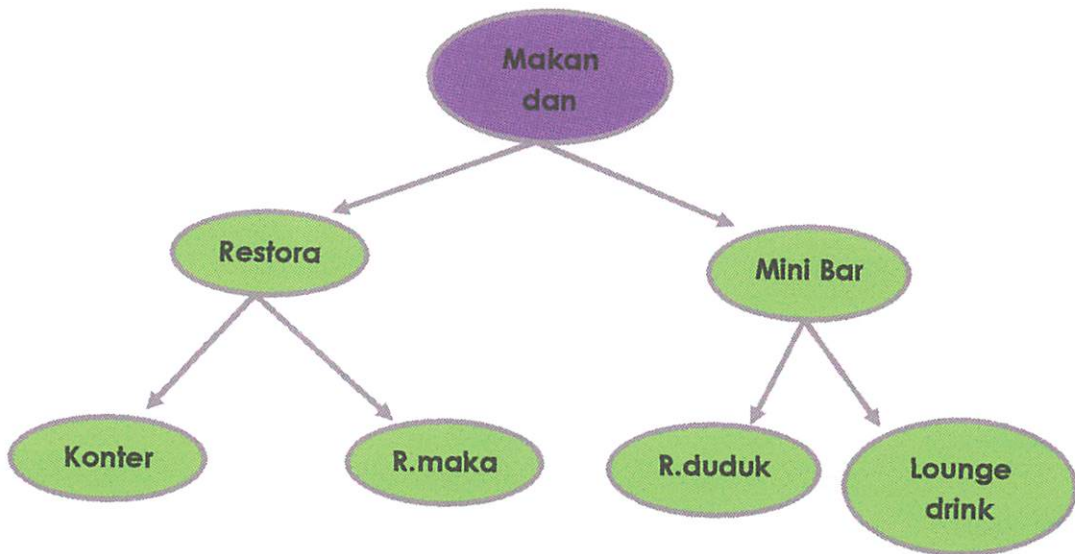 Makan
dan
Restora
Mini Bar
Konter
R.maka
R.duduk
Lounge
drink